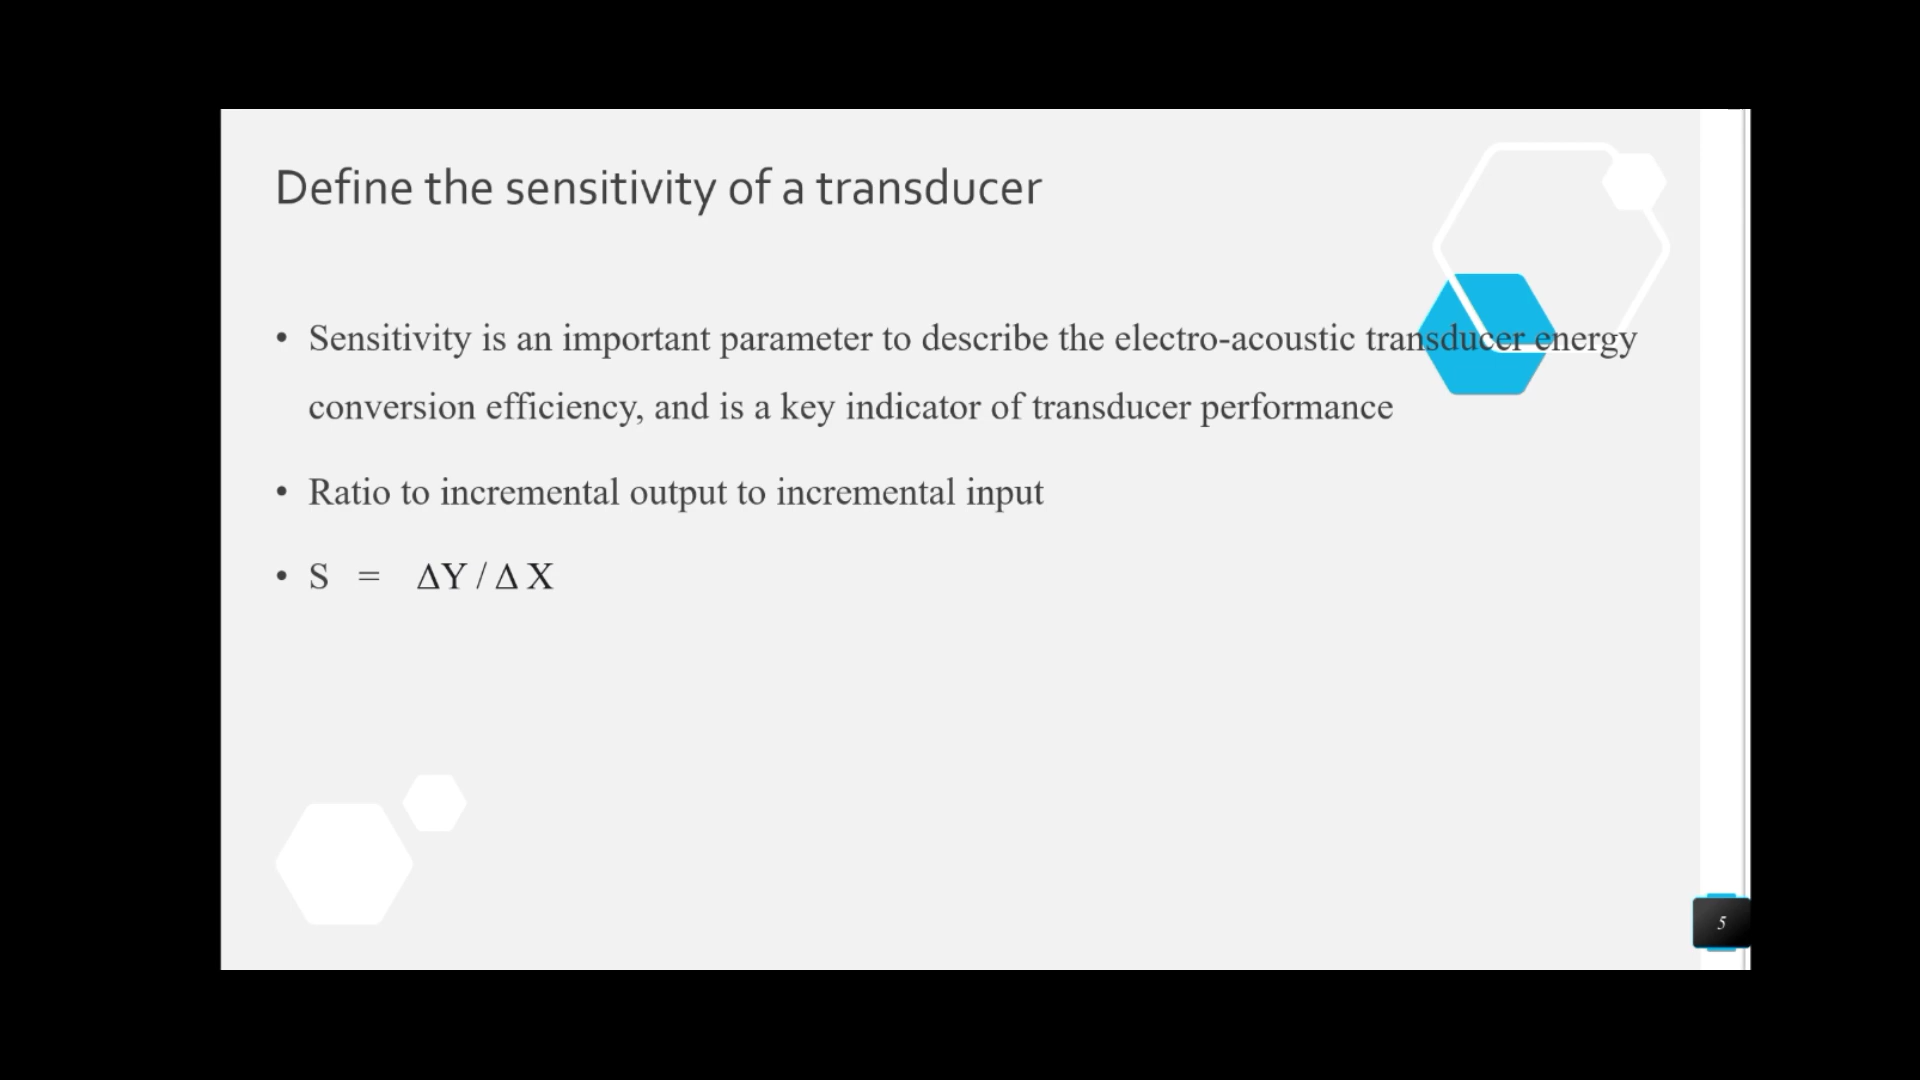 Define the sensitivity of a transducer
• Sensitivity is an important parameter to describe the electro-acoustic transducer energy
conversion efficiency, and is a key indicator of transducer performance
• Ratio to incremental output to incremental input
• S = ΔY / Δ X
5